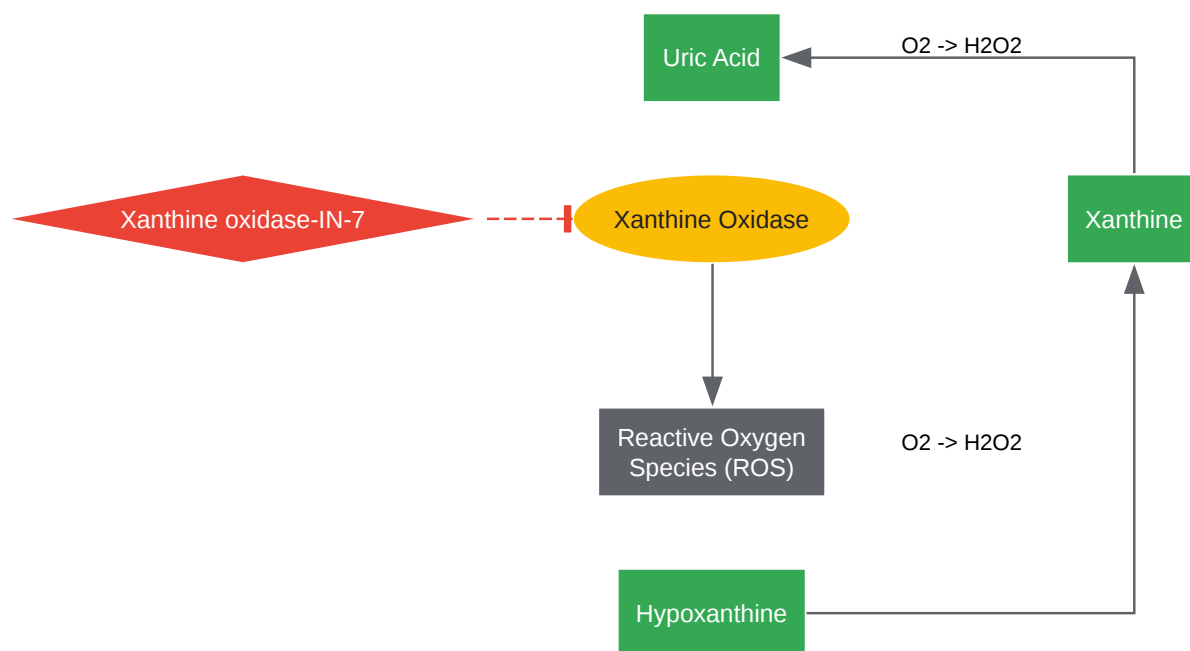 Uric Acid
O2 -> H2O2
Xanthine oxidase-IN-7
Xanthine Oxidase
Xanthine
Reactive Oxygen
Species (ROS)
O2 -> H2O2
Hypoxanthine